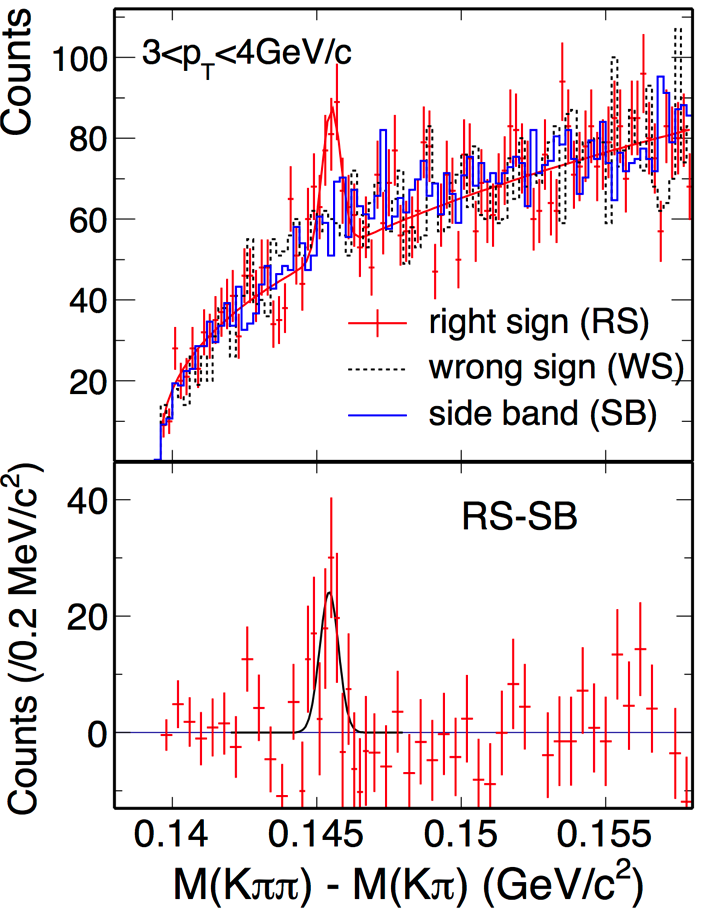 Counts
3<p_T<4GeV/c
100
80
60
40
20
right sign (RS)
wrong sign (WS)
side band (SB)
Counts (/0.2 MeV/c²)
RS-SB
40
20
0
0.14 0.145 0.15 0.155
M(Kππ) - M(Kπ) (GeV/c²)